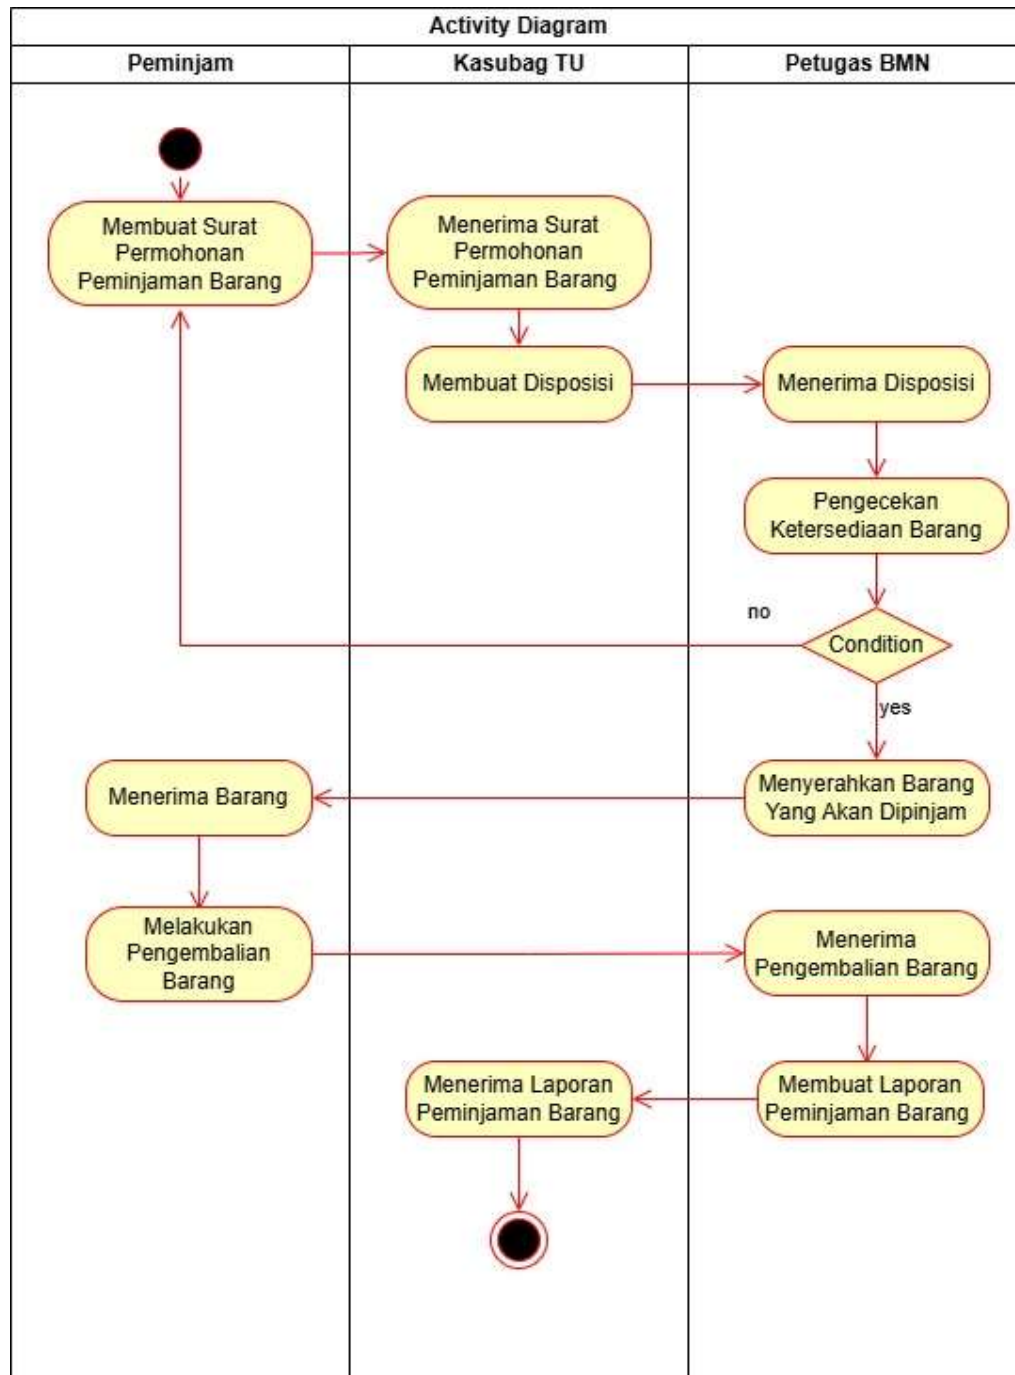 Activity Diagram
Peminjam
Kasubag TU
Petugas BMN
Membuat Surat
Permohonan
Peminjaman Barang
Menerima Surat
Permohonan
Peminjaman Barang
Membuat Disposisi
Menerima Disposisi
Pengecekan
Ketersediaan Barang
no
Condition
yes
Menyerahkan Barang
Yang Akan Dipinjam
Menerima Barang
Melakukan
Pengembalian
Barang
Menerima
Pengembalian Barang
Membuat Laporan
Peminjaman Barang
Menerima Laporan
Peminjaman Barang